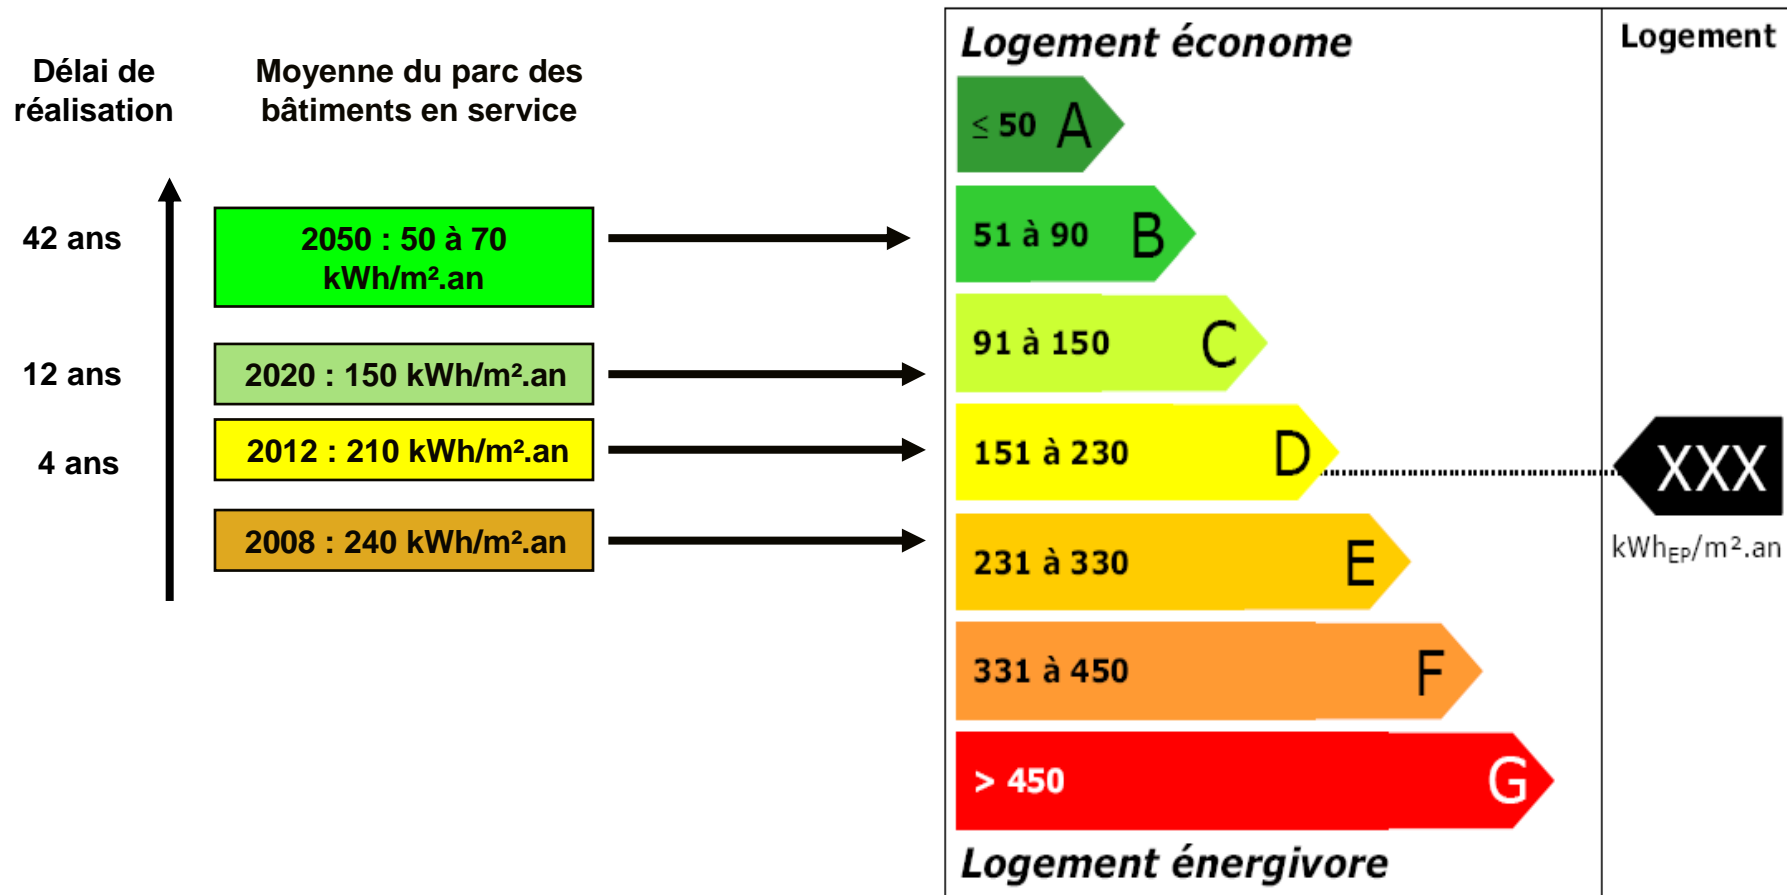 Délai de
réalisation
Moyenne du parc des
bâtiments en service
42 ans
2050 : 50 à 70
kWh/m².an
12 ans
2020 : 150 kWh/m².an
4 ans
2012 : 210 kWh/m².an
2008 : 240 kWh/m².an
Logement économe
≤ 50 A
51 à 90 B
91 à 150 C
151 à 230 D
231 à 330 E
331 à 450 F
> 450 G
Logement énergivore
Logement
XXX
kWhEP/m².an